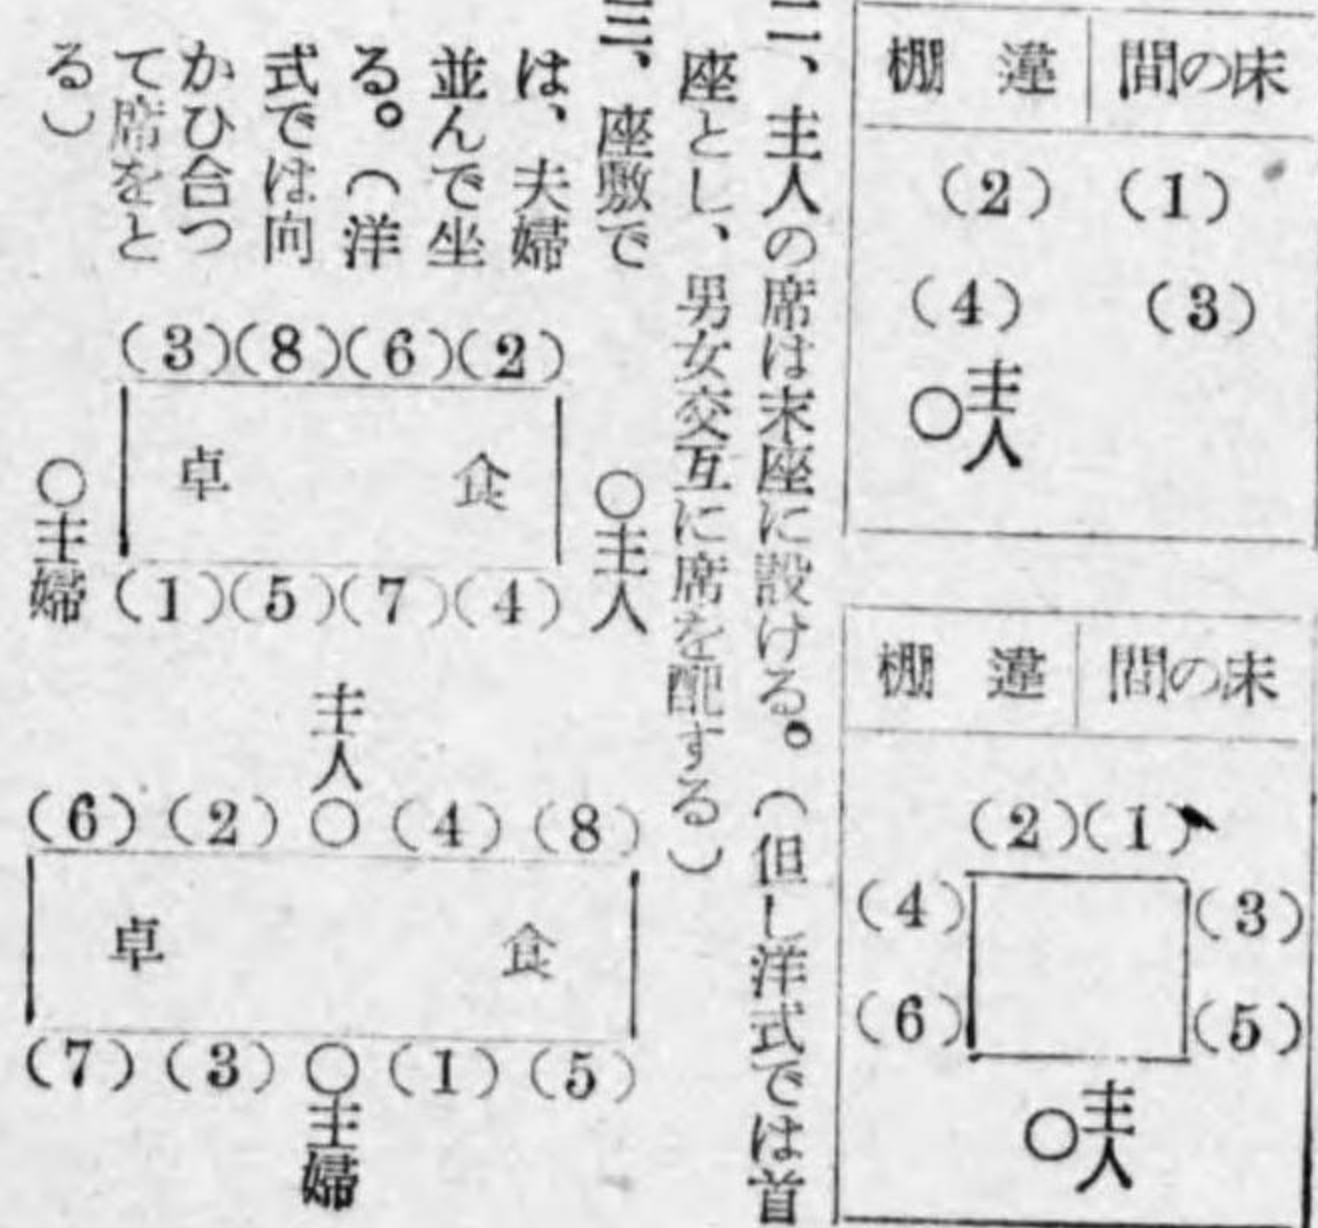 床の間
違棚
(1)
(2)
(3)
(4)
主人
○
床の間
違棚
(2)(1)
(4)
(3)
(6)
(5)
主人
○
二、主人の席は末座に設ける。(但し洋式では首
座とし、男女交互に席を配する)
三、座敷で
は、夫婦
並んで坐
る。(洋
式では向
かひ合つ
て席をと
る)
(3)(8)(6)(2)
食卓
○主人
○主婦
(1)(5)(7)(4)
主人
(6)(2)○(4)(8)
食卓
(7)(3)○(1)(5)
主婦